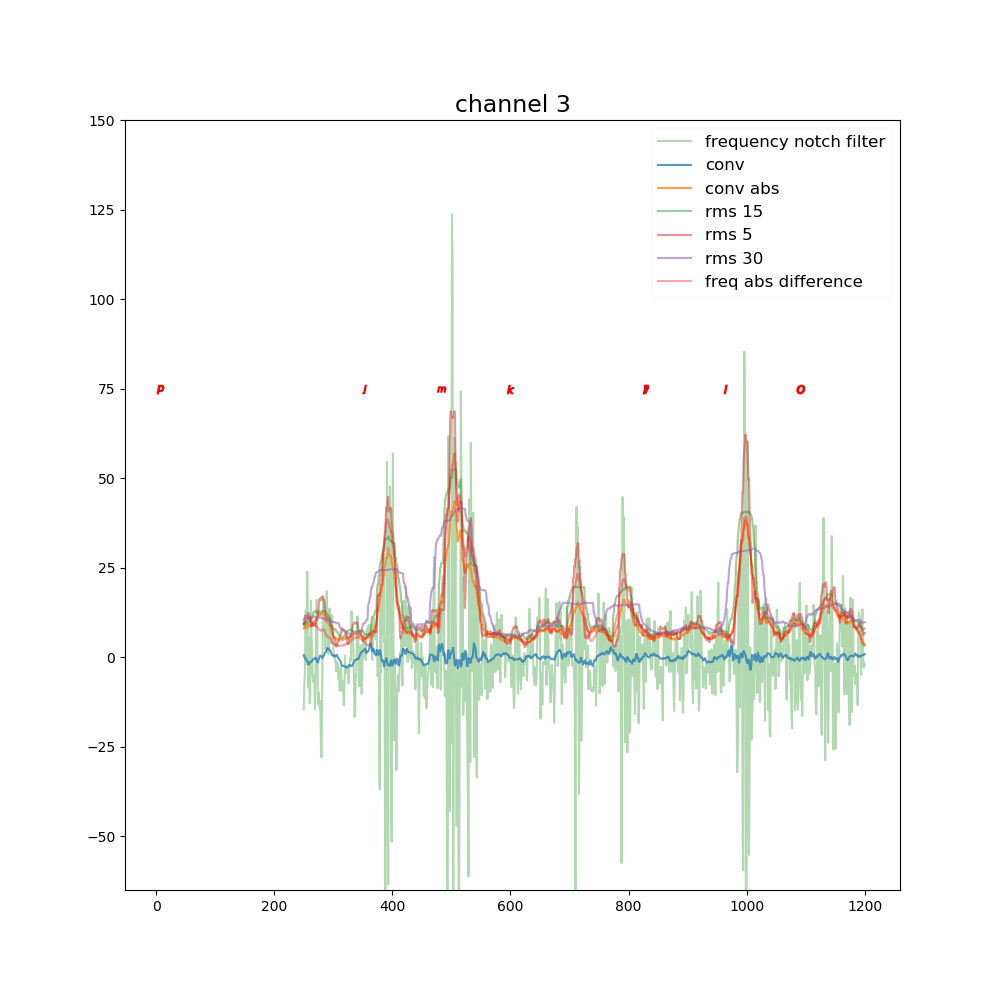 channel 3
150
frequency notch filter
conv
conv abs
rms 15
rms 5
rms 30
freq abs difference
125
100
75
p j m k l o
50
25
0
−25
−50
0 200 400 600 800 1000 1200